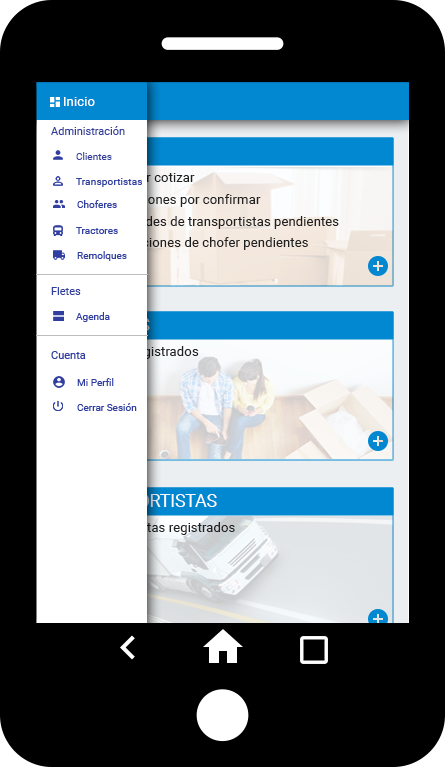 Inicio
Administración
Clientes
Transportistas
Choferes
Tractores
Remolques
Fletes
Agenda
Cuenta
Mi Perfil
Cerrar Sesión
cotizar
ones por confirmar
des de transportistas pendientes
ciones de chofer pendientes
S
gistrados
ORTISTAS
tas registrados